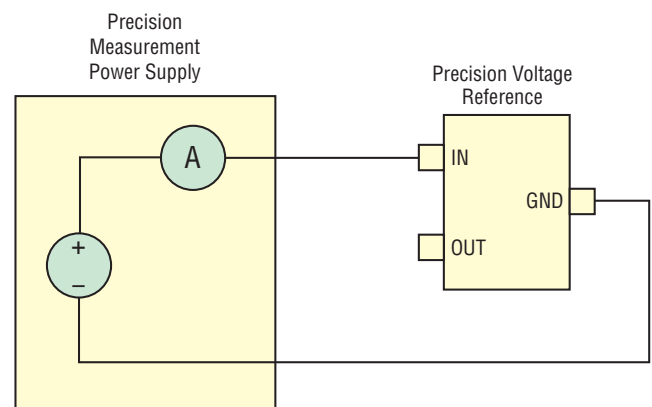 Precision
Measurement
Power Supply
Precision Voltage
Reference
A
IN
GND
+
OUT
–